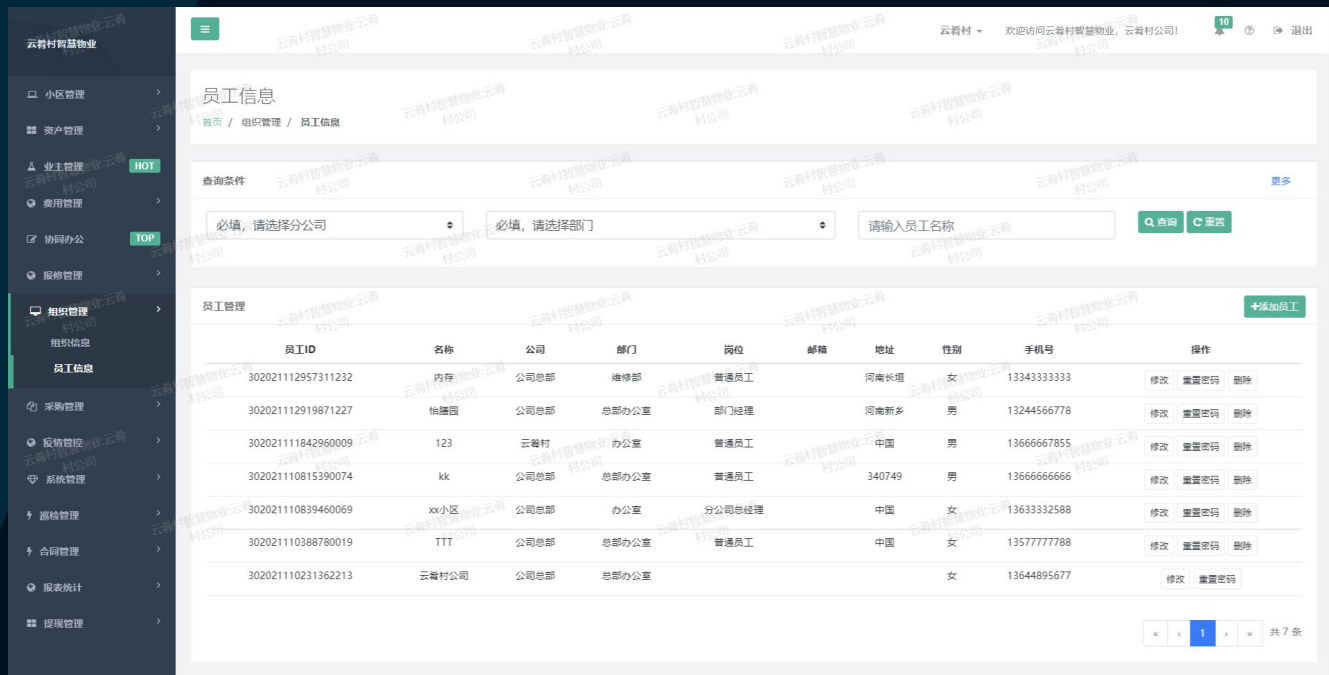 云肴村智慧物业
云肴村 欢迎访问云肴村智慧物业，云肴村公司！ 10 退出
小区管理
资产管理
业主管理 HOT
费用管理
协同办公 TOP
报修管理
组织管理
组织信息
员工信息
采购管理
疫情管控
系统管理
巡检管理
合同管理
报表统计
提现管理
员工信息
首页 / 组织管理 / 员工信息
查询条件 更多
必填，请选择分公司 必填，请选择部门 请输入员工名称 查询 重置
员工管理 +添加员工
员工ID 名称 公司 部门 岗位 邮箱 地址 性别 手机号 操作
302021112957311232 内存 公司总部 维修部 普通员工 河南长垣 女 13343333333 修改 重置密码 删除
302021112919871227 怡膳园 公司总部 总部办公室 部门经理 河南新乡 男 13244566778 修改 重置密码 删除
302021111842960009 123 云肴村 办公室 普通员工 中国 男 13666667855 修改 重置密码 删除
302021110815390074 kk 公司总部 总部办公室 普通员工 340749 男 13666666666 修改 重置密码 删除
302021110839460069 xx小区 公司总部 办公室 分公司总经理 中国 女 13633332588 修改 重置密码 删除
302021110388780019 TTT 公司总部 总部办公室 普通员工 中国 女 13577777788 修改 重置密码 删除
302021110231362213 云肴村公司 公司总部 总部办公室 女 13644895677 修改 重置密码
« ‹ 1 › » 共 7 条
云肴村智慧物业:云肴村公司